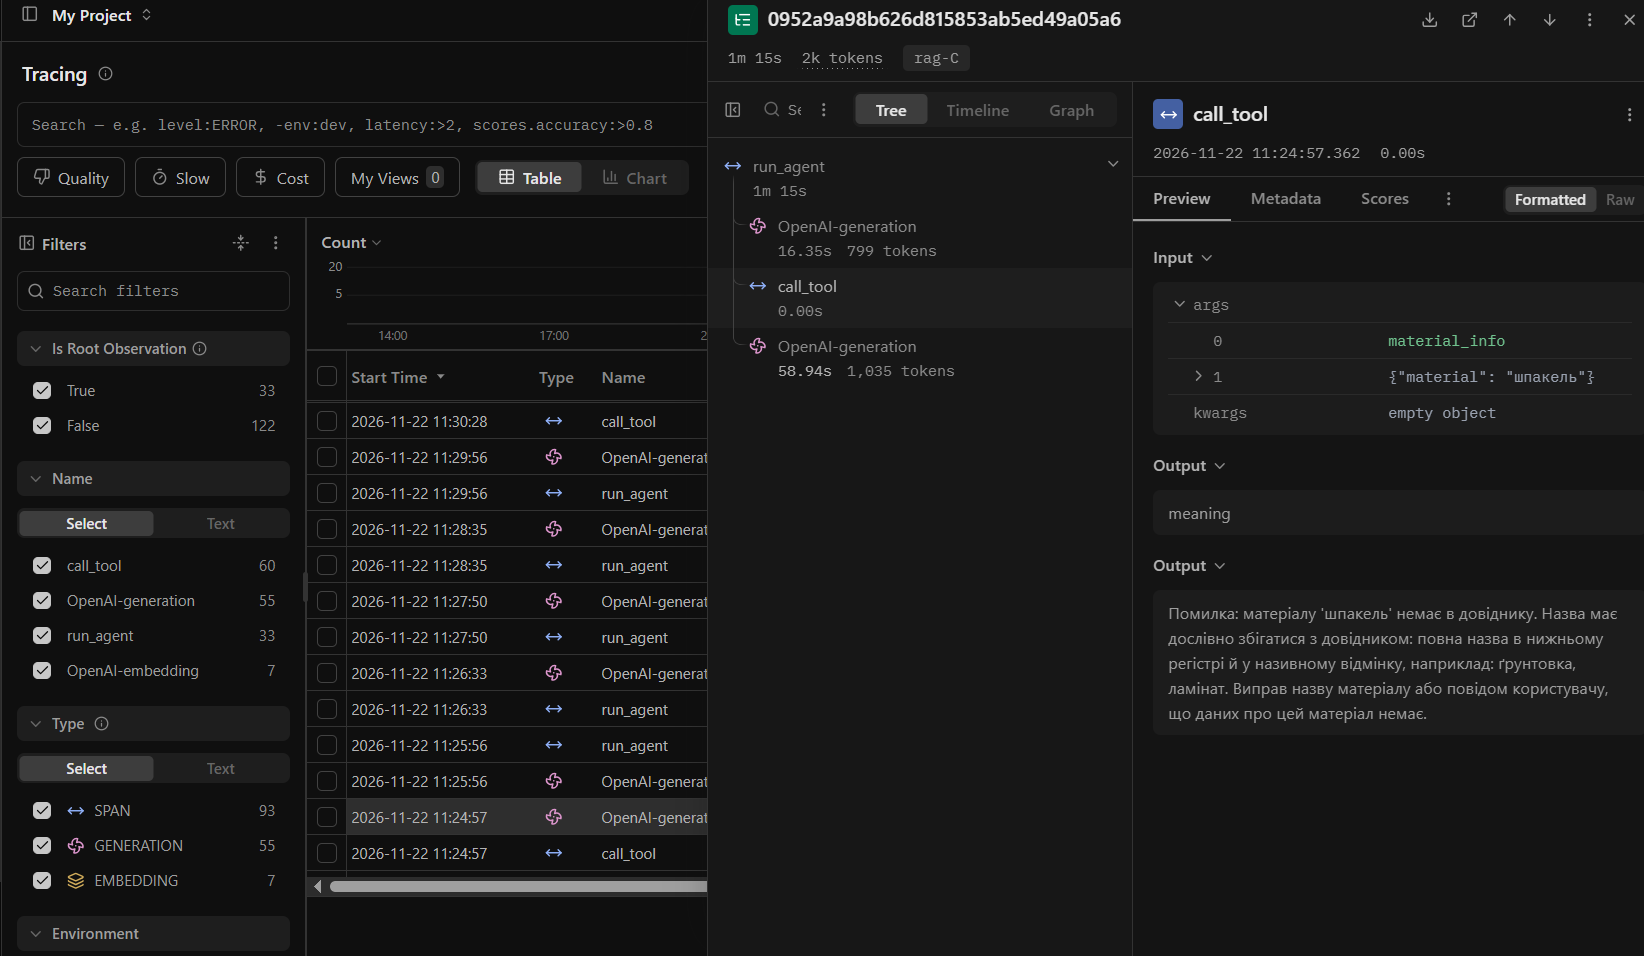 My Project
Tracing
Search — e.g. level:ERROR, -env:dev, latency:>2, scores.accuracy:>0.8
Quality
Slow
Cost
My Views 0
Table
Chart
Filters
Search filters
Is Root Observation
True 33
False 122
Name
Select Text
call_tool 60
OpenAI-generation 55
run_agent 33
OpenAI-embedding 7
Type
Select Text
SPAN 93
GENERATION 55
EMBEDDING 7
Environment
Count
20
5
14:00 17:00 2
Start Time Type Name
2026-11-22 11:30:28 call_tool
2026-11-22 11:29:56 OpenAI-generat
2026-11-22 11:29:56 run_agent
2026-11-22 11:28:35 OpenAI-generat
2026-11-22 11:28:35 run_agent
2026-11-22 11:27:50 OpenAI-generat
2026-11-22 11:27:50 run_agent
2026-11-22 11:26:33 OpenAI-generat
2026-11-22 11:26:33 run_agent
2026-11-22 11:25:56 run_agent
2026-11-22 11:25:56 OpenAI-generat
2026-11-22 11:24:57 OpenAI-generat
2026-11-22 11:24:57 call_tool
0952a9a98b626d815853ab5ed49a05a6
1m 15s 2k tokens rag-C
Se
Tree Timeline Graph
run_agent
1m 15s
OpenAI-generation
16.35s 799 tokens
call_tool
0.00s
OpenAI-generation
58.94s 1,035 tokens
call_tool
2026-11-22 11:24:57.362 0.00s
Preview Metadata Scores Formatted Raw
Input
args
0 material_info
1 {"material": "шпакель"}
kwargs empty object
Output
meaning
Output
Помилка: матеріалу 'шпакель' немає в довіднику. Назва має
дослівно збігатися з довідником: повна назва в нижньому
регістрі й у називному відмінку, наприклад: ґрунтовка,
ламінат. Виправ назву матеріалу або повідом користувачу,
що даних про цей матеріал немає.